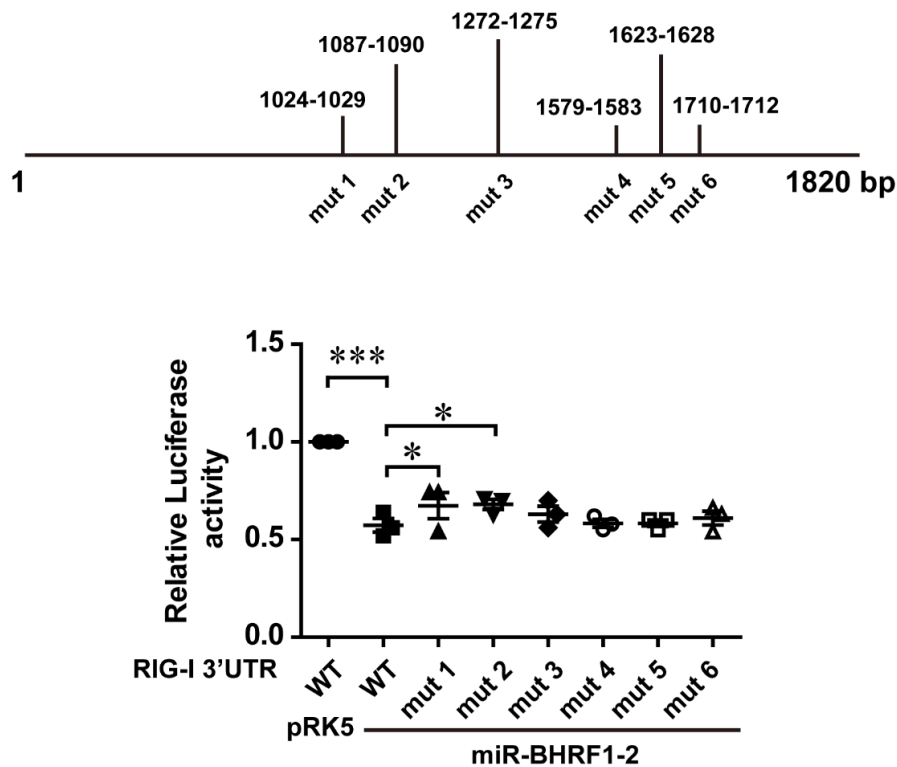 1272-1275
1087-1090
1623-1628
1024-1029
1579-1583
1710-1712
1
1820 bp
mut 1
mut 2
mut 3
mut 4
mut 5
mut 6
Relative Luciferase
activity
1.5
1.0
0.5
0.0
***
*
*
RIG-I 3'UTR
WT
WT
mut 1
mut 2
mut 3
mut 4
mut 5
mut 6
pRK5
miR-BHRF1-2